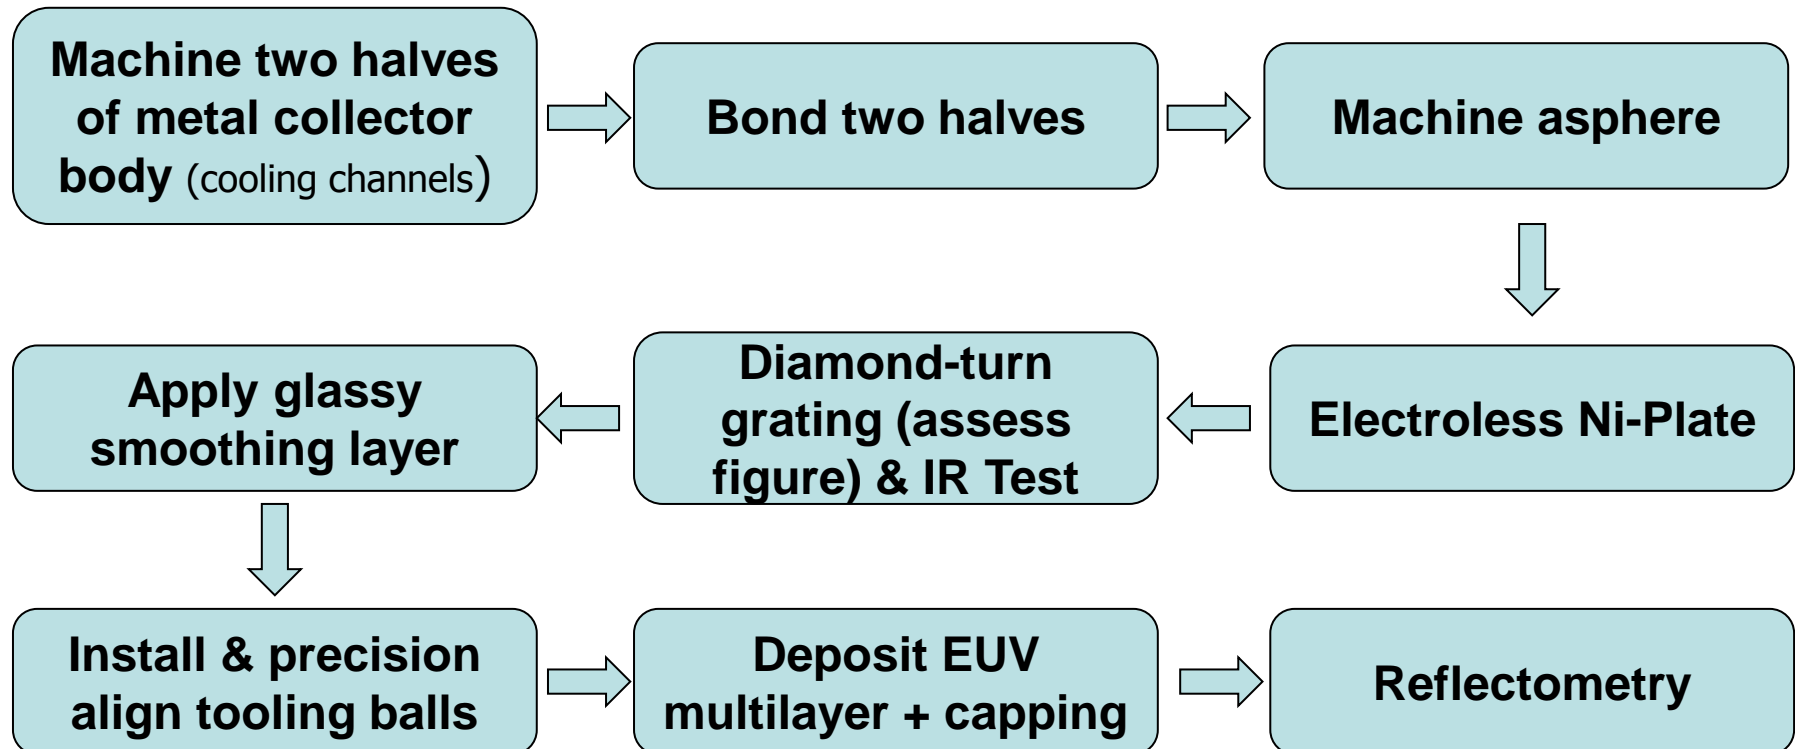 Machine two halves
of metal collector
body (cooling channels)
Bond two halves
Machine asphere
Electroless Ni-Plate
Diamond-turn
grating (assess
figure) & IR Test
Apply glassy
smoothing layer
Install & precision
align tooling balls
Deposit EUV
multilayer + capping
Reflectometry